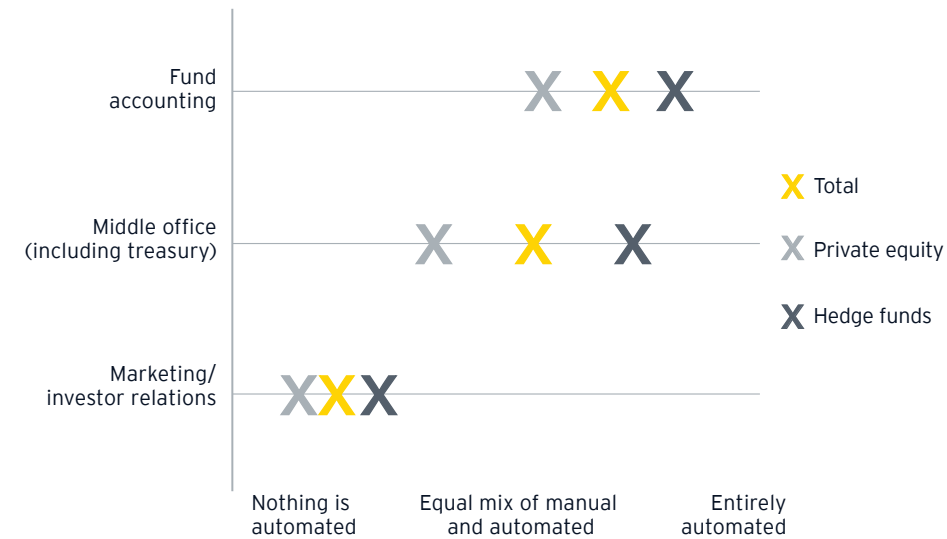 Fund
accounting
Middle office
(including treasury)
Marketing/
investor relations
X Total
X Private equity
X Hedge funds
Nothing is
automated
Equal mix of manual
and automated
Entirely
automated